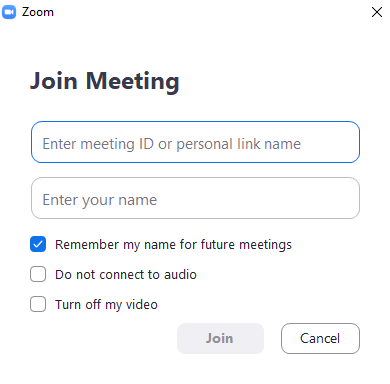 Zoom
Join Meeting
Enter meeting ID or personal link name
Enter your name
Remember my name for future meetings
Do not connect to audio
Turn off my video
Join Cancel